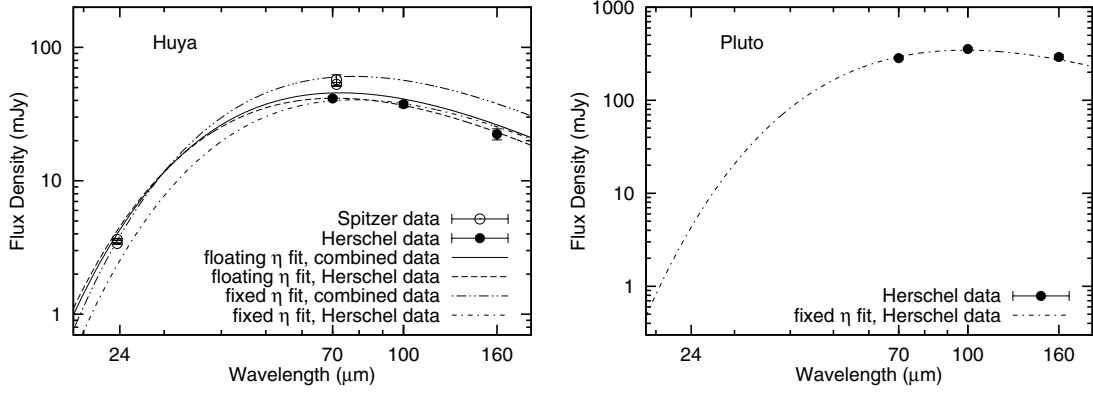 Huya
Flux Density (mJy)
100
10
1
Spitzer data
Herschel data
floating η fit, combined data
floating η fit, Herschel data
fixed η fit, combined data
fixed η fit, Herschel data
24
70
100
160
Wavelength (μm)
Pluto
Flux Density (mJy)
1000
100
10
1
Herschel data
fixed η fit, Herschel data
24
70
100
160
Wavelength (μm)